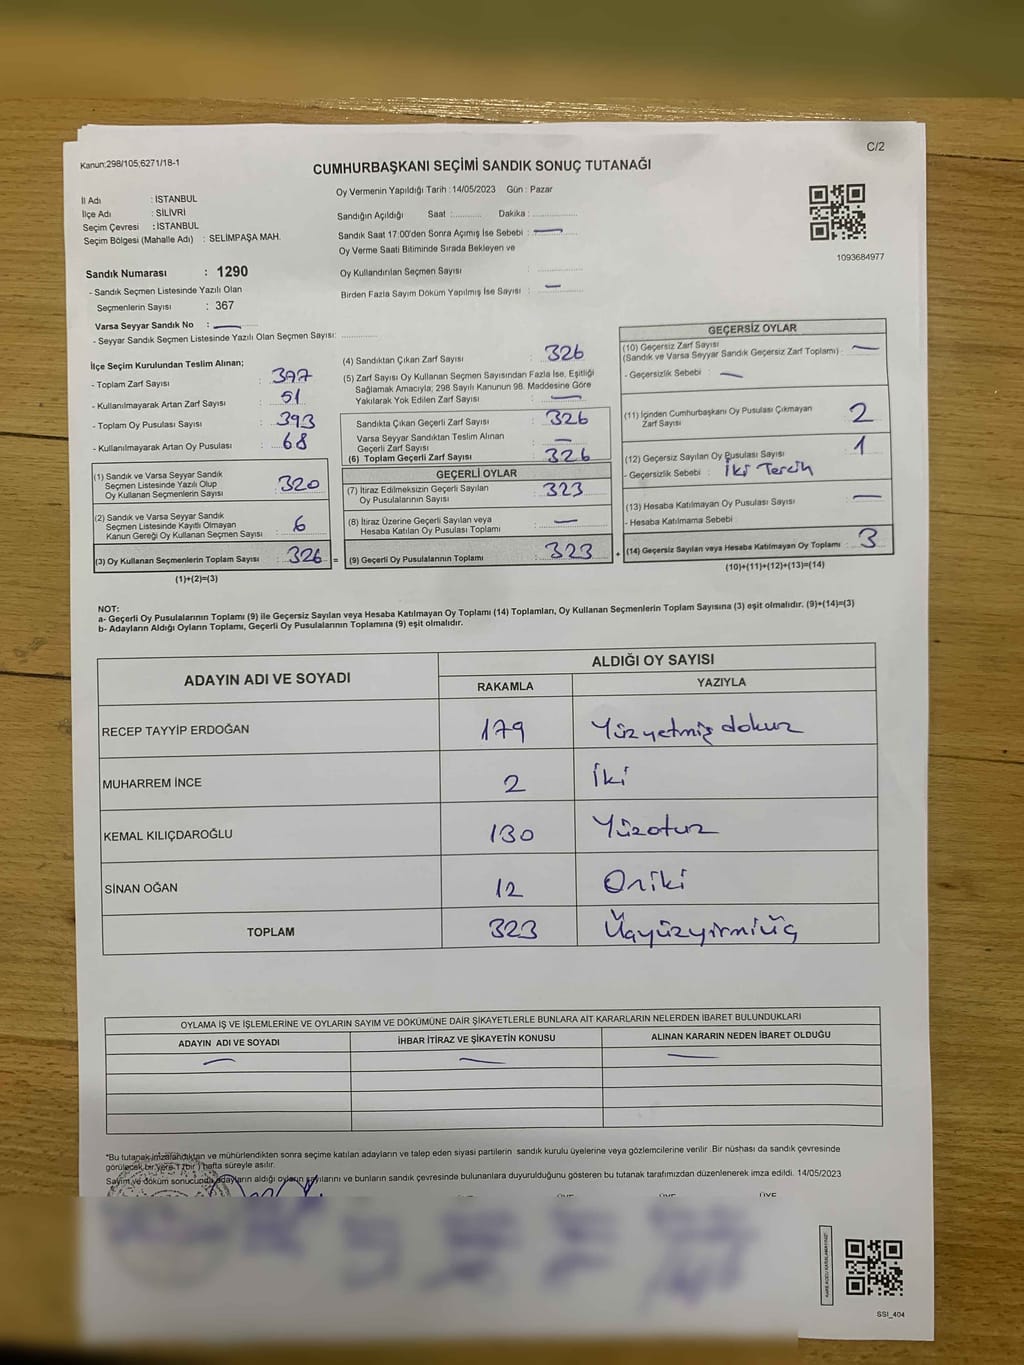 C/2
Kanun:298/105,6271/18-1
CUMHURBAŞKANI SEÇİMİ SANDIK SONUÇ TUTANAĞI
Oy Vermenin Yapıldığı Tarih : 14/05/2023 Gün : Pazar
İl Adı : İSTANBUL
İlçe Adı : SİLİVRİ
Seçim Çevresi : İSTANBUL
Seçim Bölgesi (Mahalle Adı) : SELİMPAŞA MAH.
Sandığın Açıldığı Saat :........... Dakika :................
Sandık Saat 17:00'den Sonra Açımış İse Sebebi : —
Oy Verme Saati Bitiminde Sırada Bekleyen ve
Oy Kullandırılan Seçmen Sayısı : ................
Birden Fazla Sayım Döküm Yapılmış İse Sayısı : —
1093684977
Sandık Numarası : 1290
- Sandık Seçmen Listesinde Yazılı Olan
Seçmenlerin Sayısı : 367
Varsa Seyyar Sandık No : —
- Seyyar Sandık Seçmen Listesinde Yazılı Olan Seçmen Sayısı: .............
İlçe Seçim Kurulundan Teslim Alınan;
- Toplam Zarf Sayısı : 377
- Kullanılmayarak Artan Zarf Sayısı : 51
- Toplam Oy Pusulası Sayısı : 393
- Kullanılmayarak Artan Oy Pusulası : 68
(1) Sandık ve Varsa Seyyar Sandık
Seçmen Listesinde Yazılı Olup
Oy Kullanan Seçmenlerin Sayısı : 320
(2) Sandık ve Varsa Seyyar Sandık
Seçmen Listesinde Kayıtlı Olmayan
Kanun Gereği Oy Kullanan Seçmen Sayısı : 6
(3) Oy Kullanan Seçmenlerin Toplam Sayısı : 326 =
(1)+(2)=(3)
(4) Sandıktan Çıkan Zarf Sayısı : 326
(5) Zarf Sayısı Oy Kullanan Seçmen Sayısından Fazla İse, Eşitliği
Sağlamak Amacıyla; 298 Sayılı Kanunun 98. Maddesine Göre
Yakılarak Yok Edilen Zarf Sayısı : —
Sandıkta Çıkan Geçerli Zarf Sayısı : 326
Varsa Seyyar Sandıktan Teslim Alınan
Geçerli Zarf Sayısı : —
(6) Toplam Geçerli Zarf Sayısı : 326
GEÇERLİ OYLAR
(7) İtiraz Edilmeksizin Geçerli Sayılan
Oy Pusulalarının Sayısı : 323
(8) İtiraz Üzerine Geçerli Sayılan veya
Hesaba Katılan Oy Pusulası Toplamı : —
(9) Geçerli Oy Pusulalarının Toplamı : 323 +
GEÇERSİZ OYLAR
(10) Geçersiz Zarf Sayısı
(Sandık ve Varsa Seyyar Sandık Geçersiz Zarf Toplamı) : —
- Geçersizlik Sebebi : —
(11) İçinden Cumhurbaşkanı Oy Pusulası Çıkmayan
Zarf Sayısı : 2
(12) Geçersiz Sayılan Oy Pusulası Sayısı : 1
- Geçersizlik Sebebi : İki Tercih
(13) Hesaba Katılmayan Oy Pusulası Sayısı : —
- Hesaba Katılmama Sebebi
(14) Geçersiz Sayılan veya Hesaba Katılmayan Oy Toplamı : 3
(10)+(11)+(12)+(13)=(14)
NOT:
a- Geçerli Oy Pusulalarının Toplamı (9) ile Geçersiz Sayılan veya Hesaba Katılmayan Oy Toplamı (14) Toplamları, Oy Kullanan Seçmenlerin Toplam Sayısına (3) eşit olmalıdır. (9)+(14)=(3)
b- Adayların Aldığı Oyların Toplamı, Geçerli Oy Pusulalarının Toplamına (9) eşit olmalıdır.
ADAYIN ADI VE SOYADI
ALDIĞI OY SAYISI
RAKAMLA YAZIYLA
RECEP TAYYİP ERDOĞAN 179 Yüzyetmiş dokuz
MUHARREM İNCE 2 İki
KEMAL KILIÇDAROĞLU 130 Yüzotuz
SİNAN OĞAN 12 Oniki
TOPLAM 323 Üçyüzyirmiüç
OYLAMA İŞ VE İŞLEMLERİNE VE OYLARIN SAYIM VE DÖKÜMÜNE DAİR ŞİKAYETLERLE BUNLARA AİT KARARLARIN NELERDEN İBARET BULUNDUKLARI
ADAYIN ADI VE SOYADI İHBAR İTİRAZ VE ŞİKAYETİN KONUSU ALINAN KARARIN NEDEN İBARET OLDUĞU
— — —
*Bu tutanak imzalandıktan ve mühürlendikten sonra seçime katılan adayların ve talep eden siyasi partilerin sandık kurulu üyelerine veya gözlemcilerine verilir. Bir nüshası da sandık çevresinde
görülecek bir yere 1 (bir) hafta süreyle asılır.
Sayım ve döküm sonucunda adayların aldığı oyların sayılarını ve bunların sandık çevresinde bulunanlara duyurulduğunu gösteren bu tutanak tarafımızdan düzenlenerek imza edildi. 14/05/2023
ÜYE ÜYE ÜYE
SSI_404